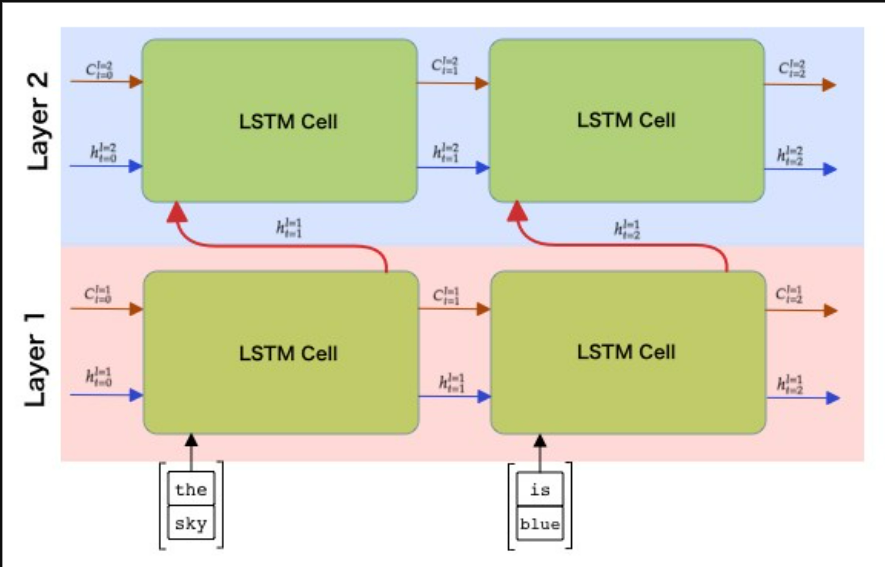 Layer 2
C_{t=0}^{l=2}
LSTM Cell
C_{t=1}^{l=2}
LSTM Cell
C_{t=2}^{l=2}
h_{t=0}^{l=2}
h_{t=1}^{l=2}
h_{t=2}^{l=2}
h_{t=1}^{l=1}
h_{t=2}^{l=1}
Layer 1
C_{t=0}^{l=1}
LSTM Cell
C_{t=1}^{l=1}
LSTM Cell
C_{t=2}^{l=1}
h_{t=0}^{l=1}
h_{t=1}^{l=1}
h_{t=2}^{l=1}
the
sky
is
blue